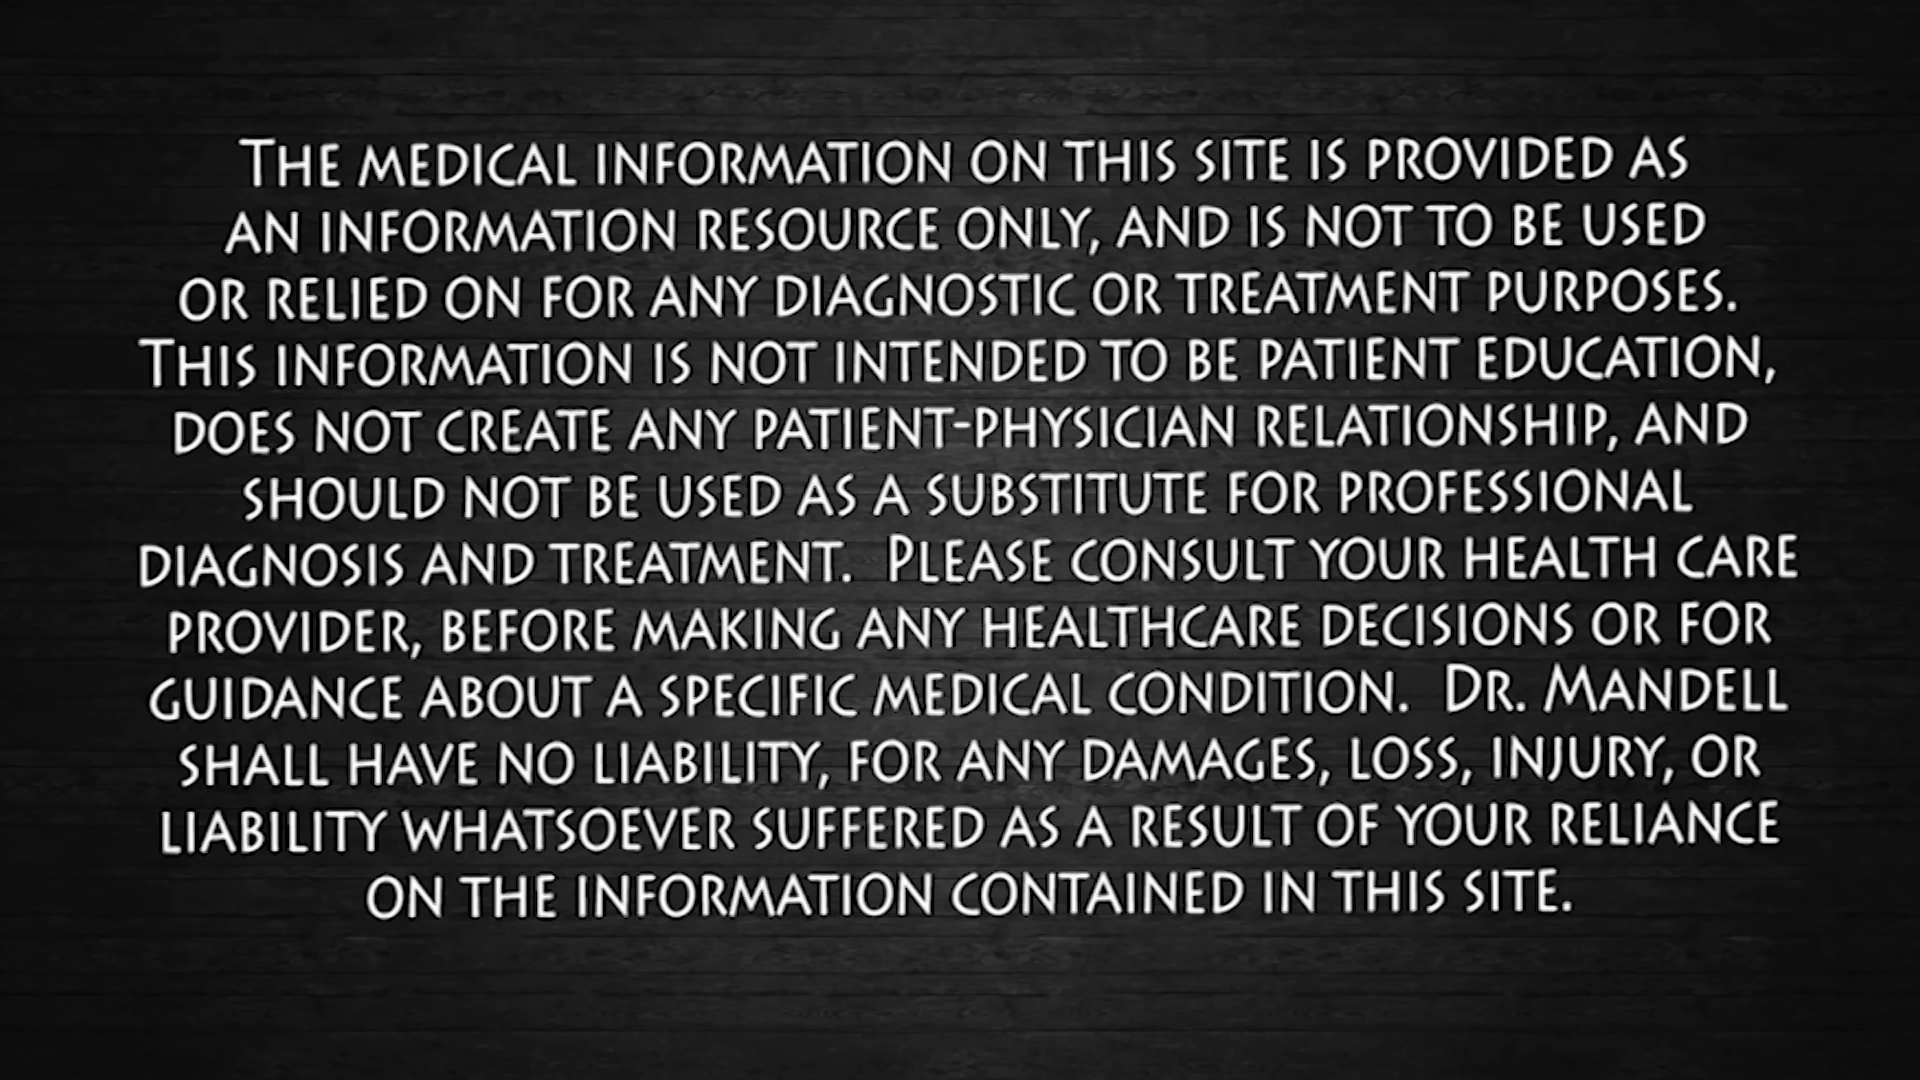 The medical information on this site is provided as
an information resource only, and is not to be used
or relied on for any diagnostic or treatment purposes.
This information is not intended to be patient education,
does not create any patient-physician relationship, and
should not be used as a substitute for professional
diagnosis and treatment.  Please consult your health care
provider, before making any healthcare decisions or for
guidance about a specific medical condition.  Dr. Mandell
shall have no liability, for any damages, loss, injury, or
liability whatsoever suffered as a result of your reliance
on the information contained in this site.